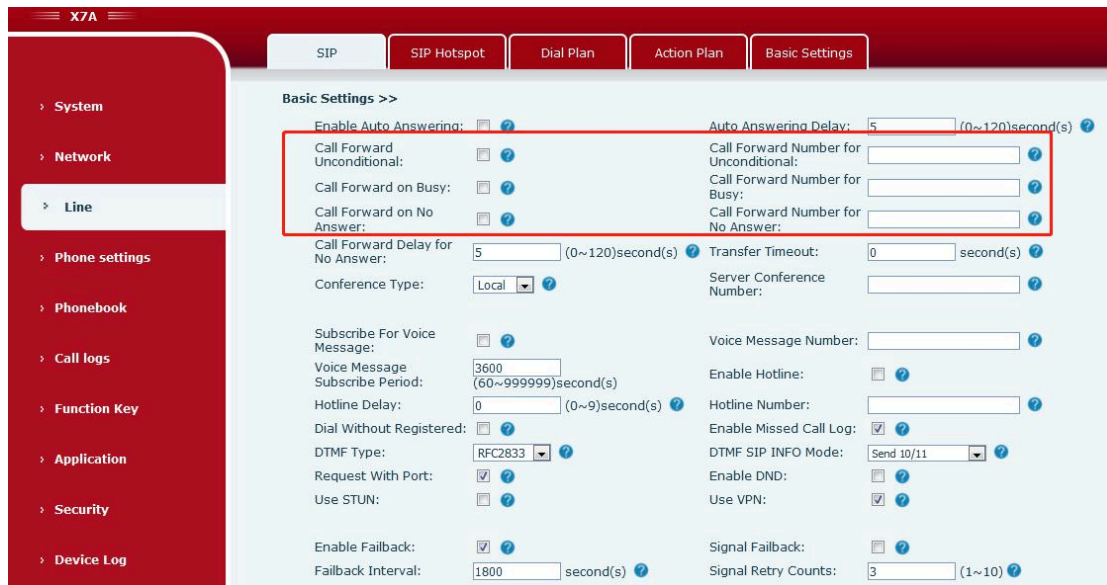 X7A
SIP
SIP Hotspot
Dial Plan
Action Plan
Basic Settings
System
Network
Line
Phone settings
Phonebook
Call logs
Function Key
Application
Security
Device Log
Basic Settings >>
Enable Auto Answering: ?
Auto Answering Delay: 5 (0~120)second(s) ?
Call Forward
Unconditional: ?
Call Forward Number for
Unconditional: ?
Call Forward on Busy: ?
Call Forward Number for
Busy: ?
Call Forward on No
Answer: ?
Call Forward Number for
No Answer: ?
Call Forward Delay for
No Answer: 5 (0~120)second(s) ?
Transfer Timeout: 0 second(s) ?
Conference Type: Local ?
Server Conference
Number: ?
Subscribe For Voice
Message: ?
Voice Message Number: ?
Voice Message
Subscribe Period: 3600
(60~999999)second(s)
Enable Hotline: ?
Hotline Delay: 0 (0~9)second(s) ?
Hotline Number: ?
Dial Without Registered: ?
Enable Missed Call Log: ?
DTMF Type: RFC2833 ?
DTMF SIP INFO Mode: Send 10/11 ?
Request With Port: ?
Enable DND: ?
Use STUN: ?
Use VPN: ?
Enable Failback: ?
Signal Failback: ?
Failback Interval: 1800 second(s) ?
Signal Retry Counts: 3 (1~10) ?